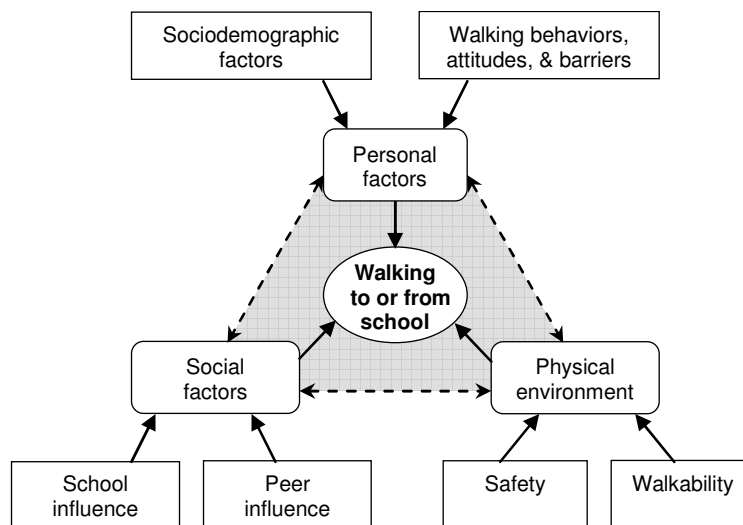 Sociodemographic
factors
Walking behaviors,
attitudes, & barriers
Personal
factors
Walking
to or from
school
Social
factors
Physical
environment
School
influence
Peer
influence
Safety
Walkability